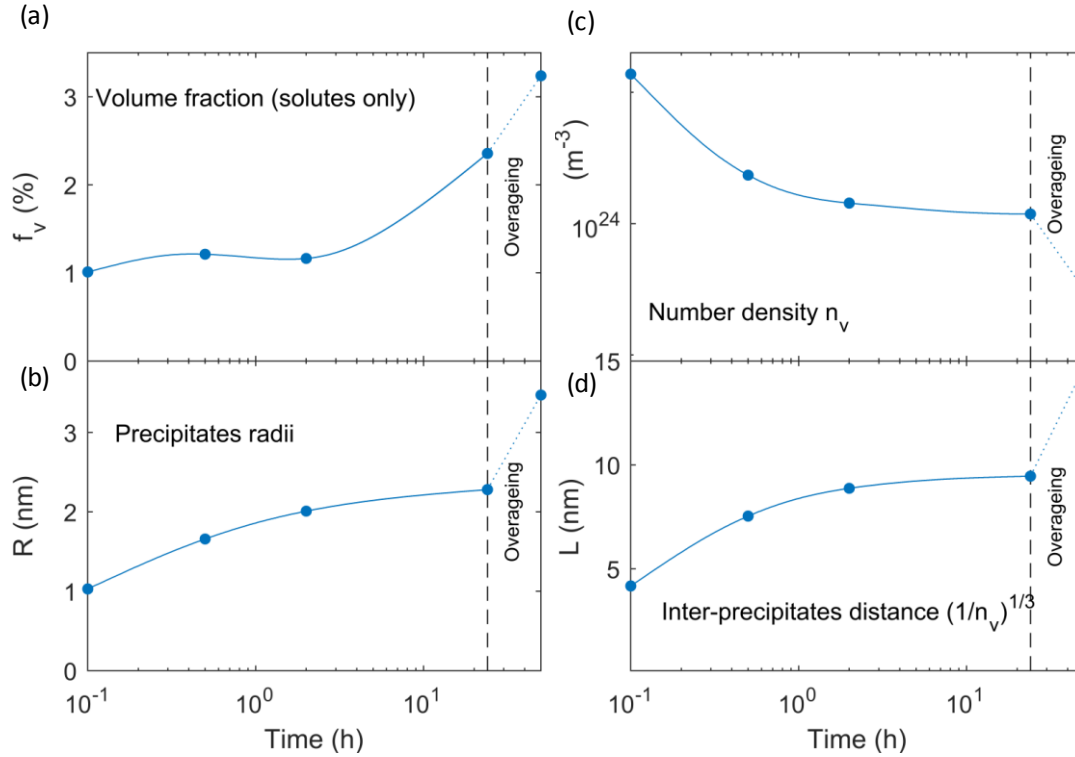 (a)
3
2
1
0
f_v (%)
Volume fraction (solutes only)
Overageing
(c)
(m^-3)
10^24
Number density n_v
Overageing
15
(b)
3
2
1
0
R (nm)
Precipitates radii
Overageing
10^-1 10^0 10^1
Time (h)
(d)
10
5
L (nm)
Inter-precipitates distance (1/n_v)^1/3
Overageing
10^-1 10^0 10^1
Time (h)